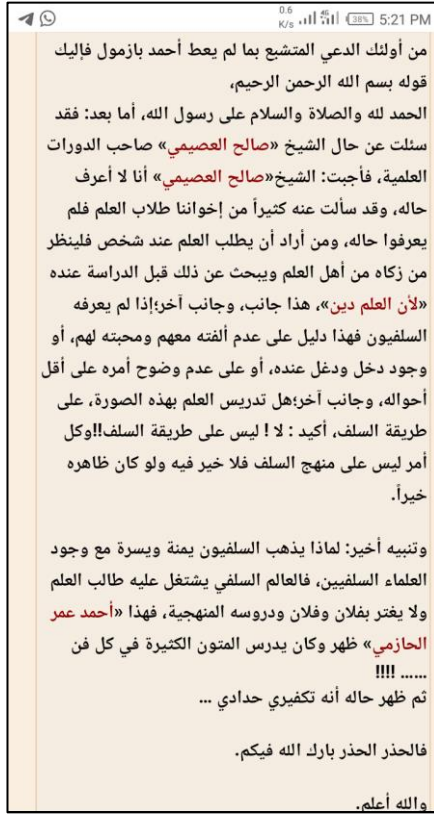 0.6 K/s 4G 38% 5:21 PM
من أولئك الدعي المتشبع بما لم يعط أحمد بازمول فإليك
قوله بسم الله الرحمن الرحيم،
الحمد لله والصلاة والسلام على رسول الله، أما بعد: فقد
سئلت عن حال الشيخ «صالح العصيمي» صاحب الدورات
العلمية، فأجبت: الشيخ«صالح العصيمي» أنا لا أعرف
حاله، وقد سألت عنه كثيراً من إخواننا طلاب العلم فلم
يعرفوا حاله، ومن أراد أن يطلب العلم عند شخص فلينظر
من زكاه من أهل العلم ويبحث عن ذلك قبل الدراسة عنده
«لأن العلم دين»، هذا جانب، وجانب آخر؛إذا لم يعرفه
السلفيون فهذا دليل على عدم ألفته معهم ومحبته لهم، أو
وجود دخل ودغل عنده، أو على عدم وضوح أمره على أقل
أحواله، وجانب آخر؛هل تدريس العلم بهذه الصورة، على
طريقة السلف، أكيد : لا ! ليس على طريقة السلف!!وكل
أمر ليس على منهج السلف فلا خير فيه ولو كان ظاهره
خيراً.
وتنبيه أخير: لماذا يذهب السلفيون يمنة ويسرة مع وجود
العلماء السلفيين، فالعالم السلفي يشتغل عليه طالب العلم
ولا يغتر بفلان وفلان ودروسه المنهجية، فهذا «أحمد عمر
الحازمي» ظهر وكان يدرس المتون الكثيرة في كل فن
...... !!!!
ثم ظهر حاله أنه تكفيري حدادي ...
فالحذر الحذر بارك الله فيكم.
والله أعلم.